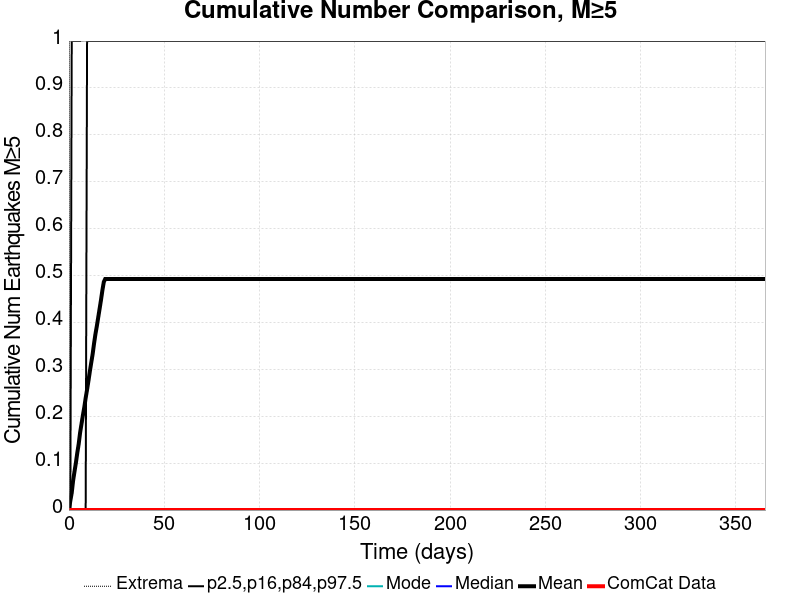 Cumulative Number Comparison, M≥5
Cumulative Num Earthquakes M≥5
1
0.9
0.8
0.7
0.6
0.5
0.4
0.3
0.2
0.1
0
0 50 100 150 200 250 300 350
Time (days)
Extrema p2.5,p16,p84,p97.5 Mode Median Mean ComCat Data